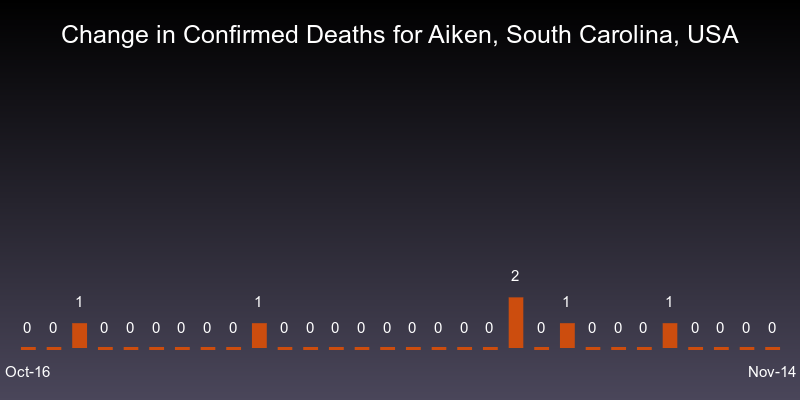 Change in Confirmed Deaths for Aiken, South Carolina, USA
2
1 1 1 1
0 0 0 0 0 0 0 0 0 0 0 0 0 0 0 0 0 0 0 0 0 0 0 0 0
Oct-16 Nov-14